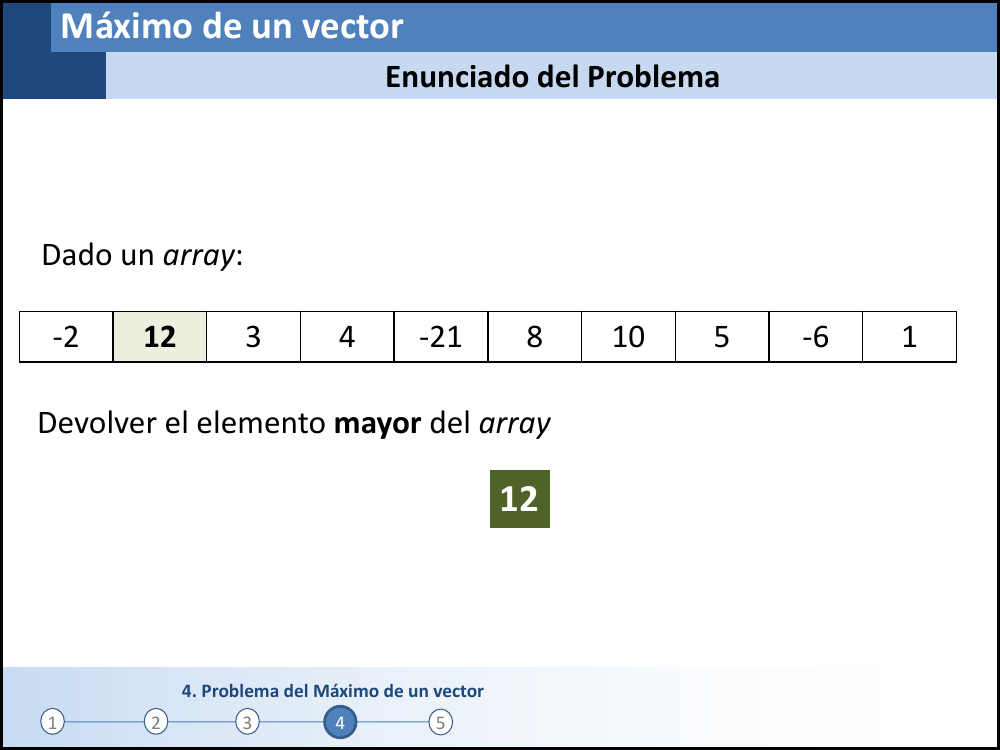 Máximo de un vector
Enunciado del Problema
Dado un array:
-2 12 3 4 -21 8 10 5 -6 1
Devolver el elemento mayor del array
12
4. Problema del Máximo de un vector
1 2 3 4 5